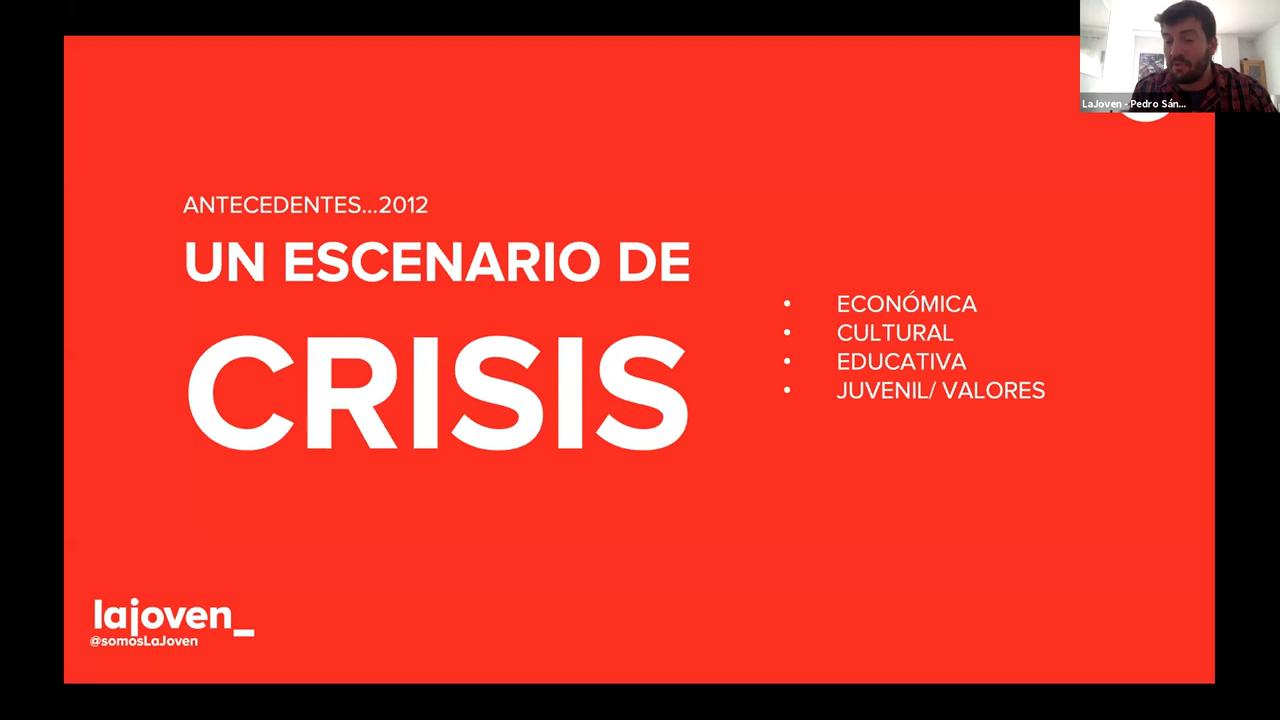 LaJoven - Pedro Sán...
ANTECEDENTES...2012
UN ESCENARIO DE
CRISIS
• ECONÓMICA
• CULTURAL
• EDUCATIVA
• JUVENIL/ VALORES
lajoven_
@somosLaJoven